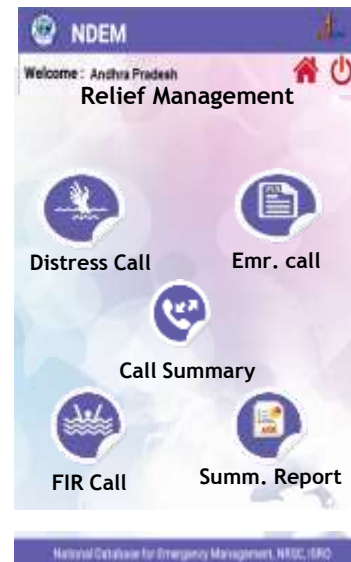 NDEM
Welcome : Andhra Pradesh
Relief Management
Distress Call
Emr. call
Call Summary
FIR Call
Summ. Report
National Database for Emergency Management, NRSC, ISRO